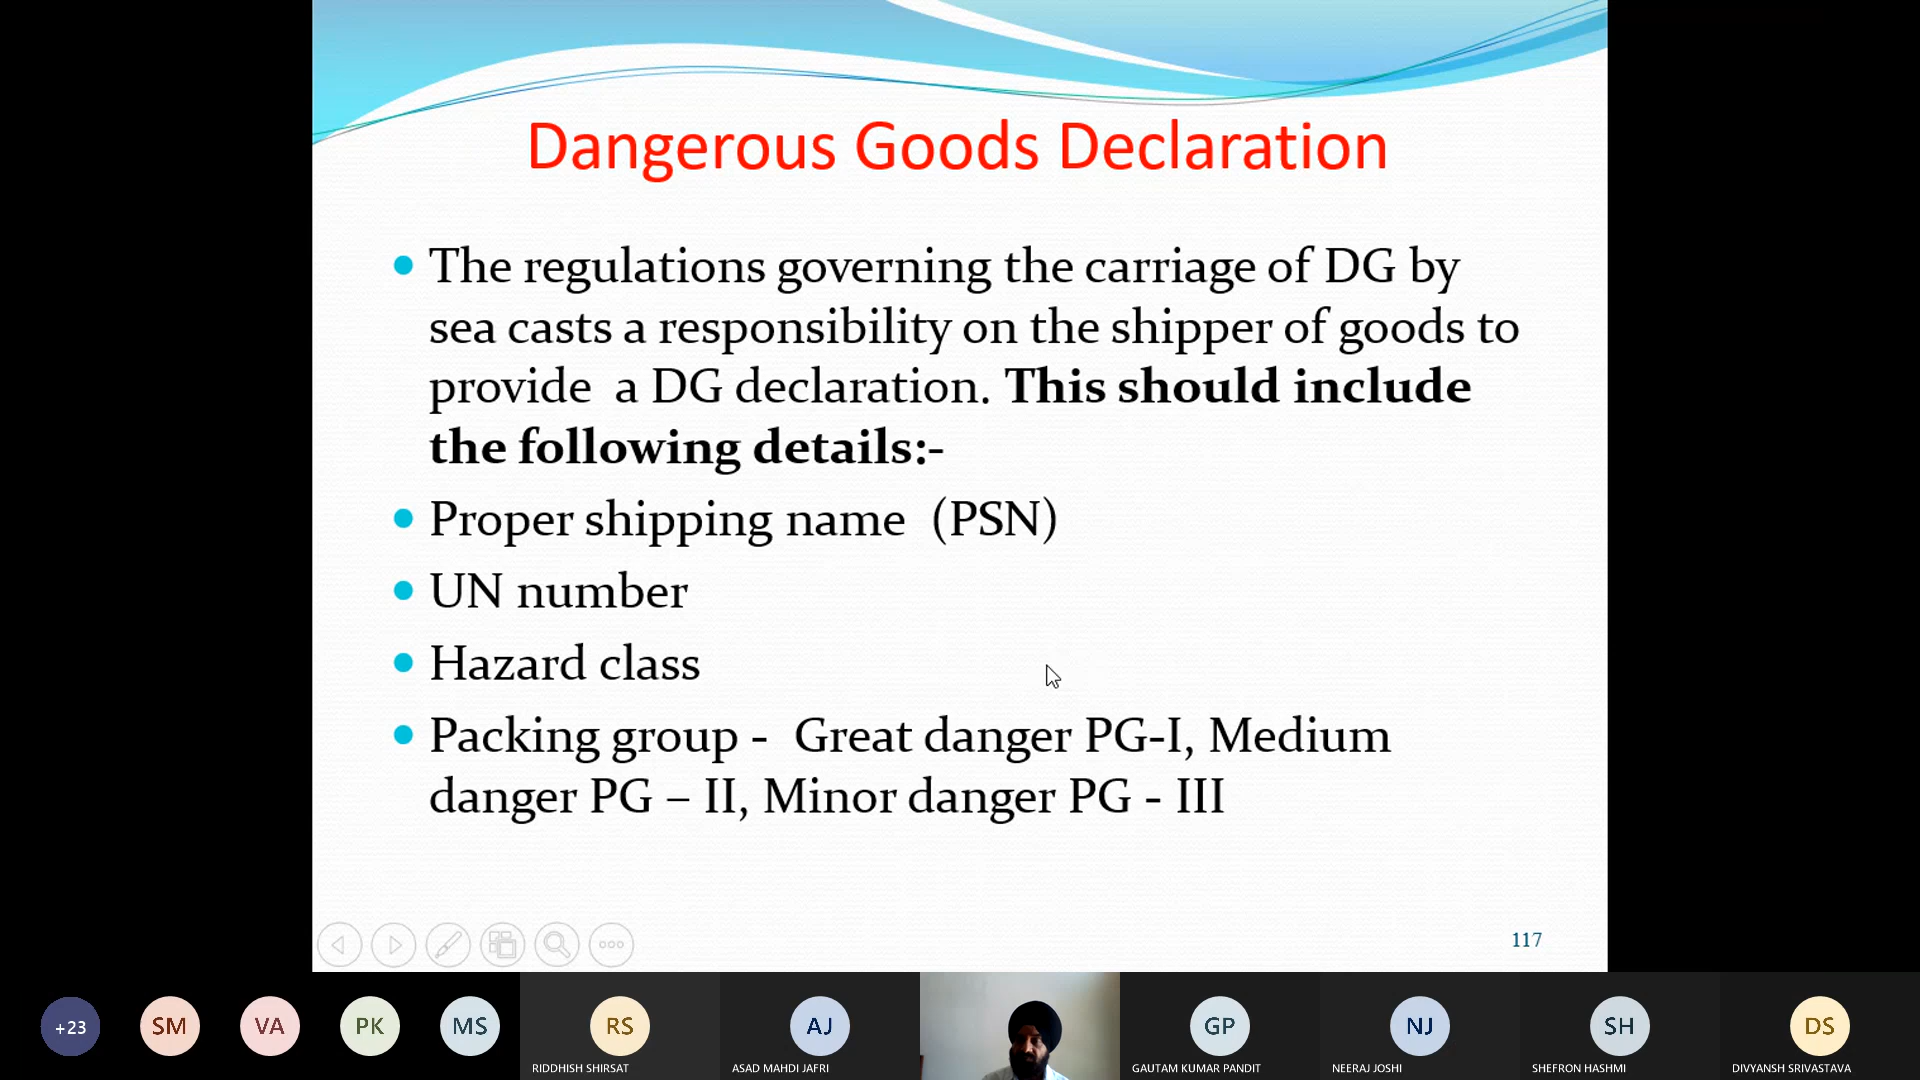 Dangerous Goods Declaration
The regulations governing the carriage of DG by
sea casts a responsibility on the shipper of goods to
provide a DG declaration. This should include
the following details:-
Proper shipping name (PSN)
UN number
Hazard class
Packing group - Great danger PG-I, Medium
danger PG – II, Minor danger PG - III
117
+23
SM
VA
PK
MS
RS
AJ
GP
NJ
SH
DS
RIDDHISH SHIRSAT
ASAD MAHDI JAFRI
GAUTAM KUMAR PANDIT
NEERAJ JOSHI
SHEFRON HASHMI
DIVYANSH SRIVASTAVA